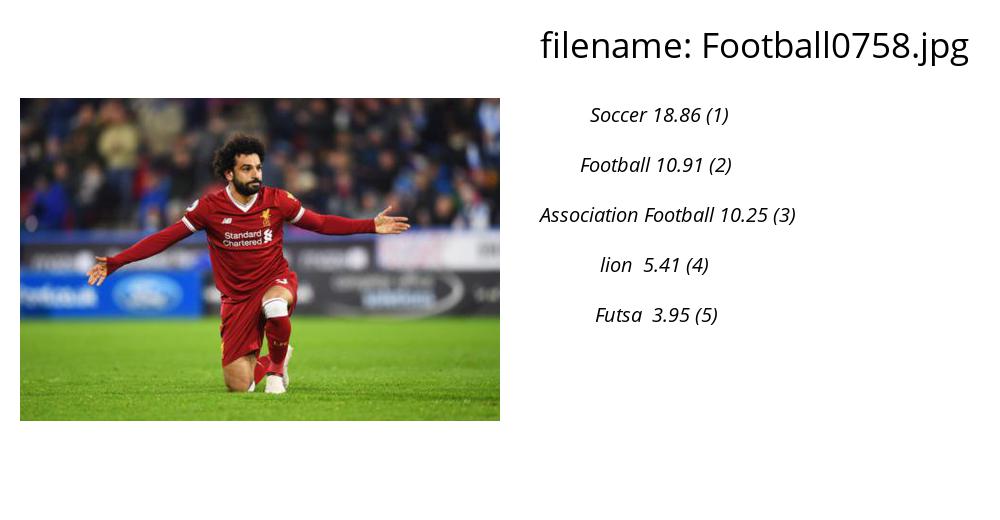 filename: Football0758.jpg
Soccer 18.86 (1)
Football 10.91 (2)
Association Football 10.25 (3)
lion  5.41 (4)
Futsa  3.95 (5)
Standard
Chartered